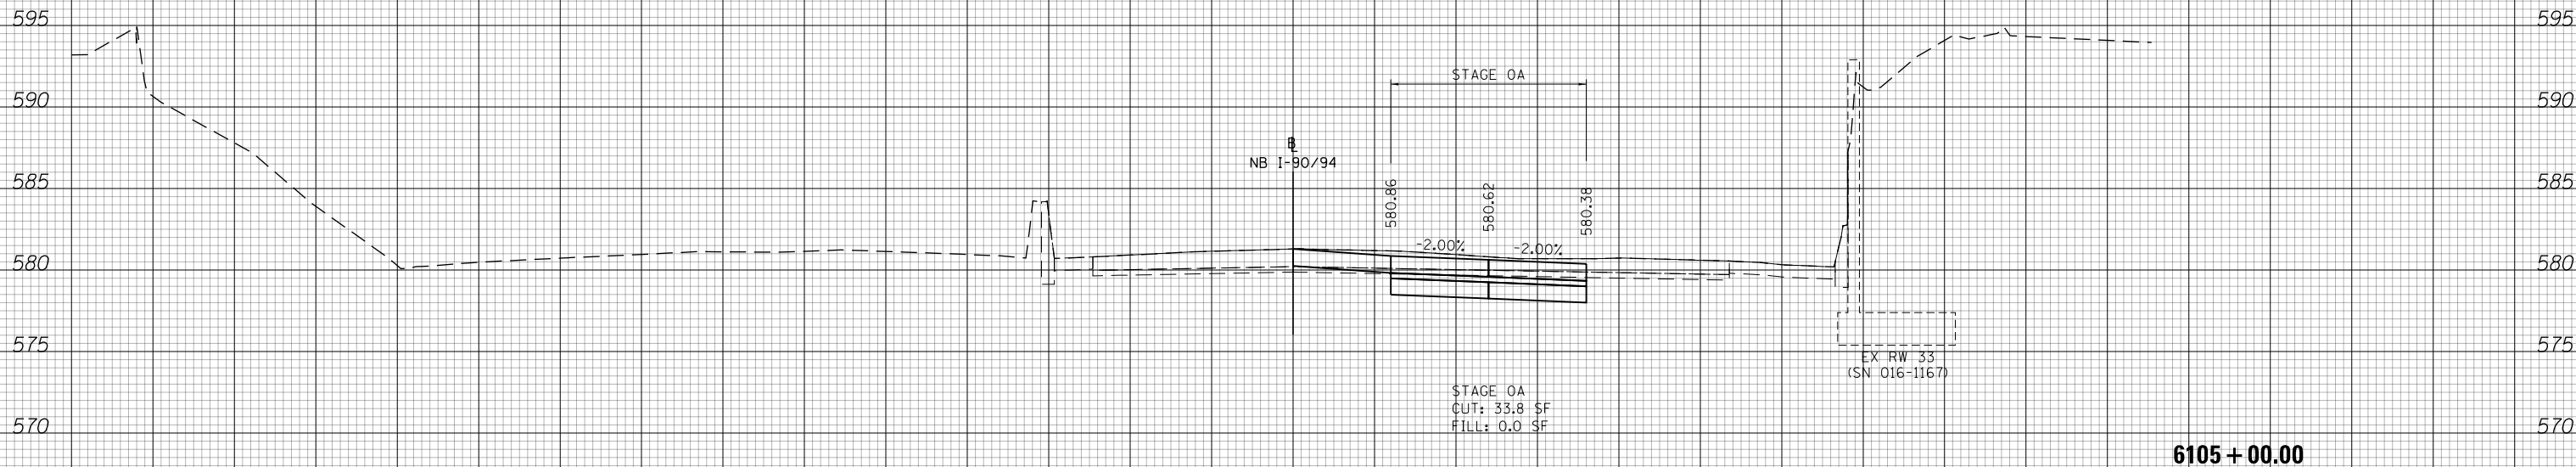 595 595
STAGE 0A
590 590
NB I-90/94
585 585
580.86 580.62 580.38
-2.00% -2.00%
580 580
575 575
EX RW 33
(SN 016-1167)
STAGE 0A
CUT: 33.8 SF
FILL: 0.0 SF
570 570
6105+00.00